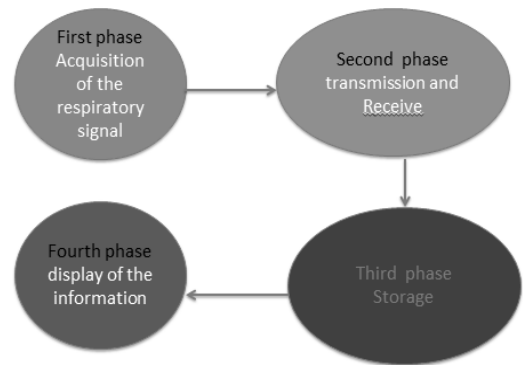 First phase
Acquisition
of the
respiratory
signal
Second phase
transmission and
Receive
Third phase
Storage
Fourth phase
display of the
information